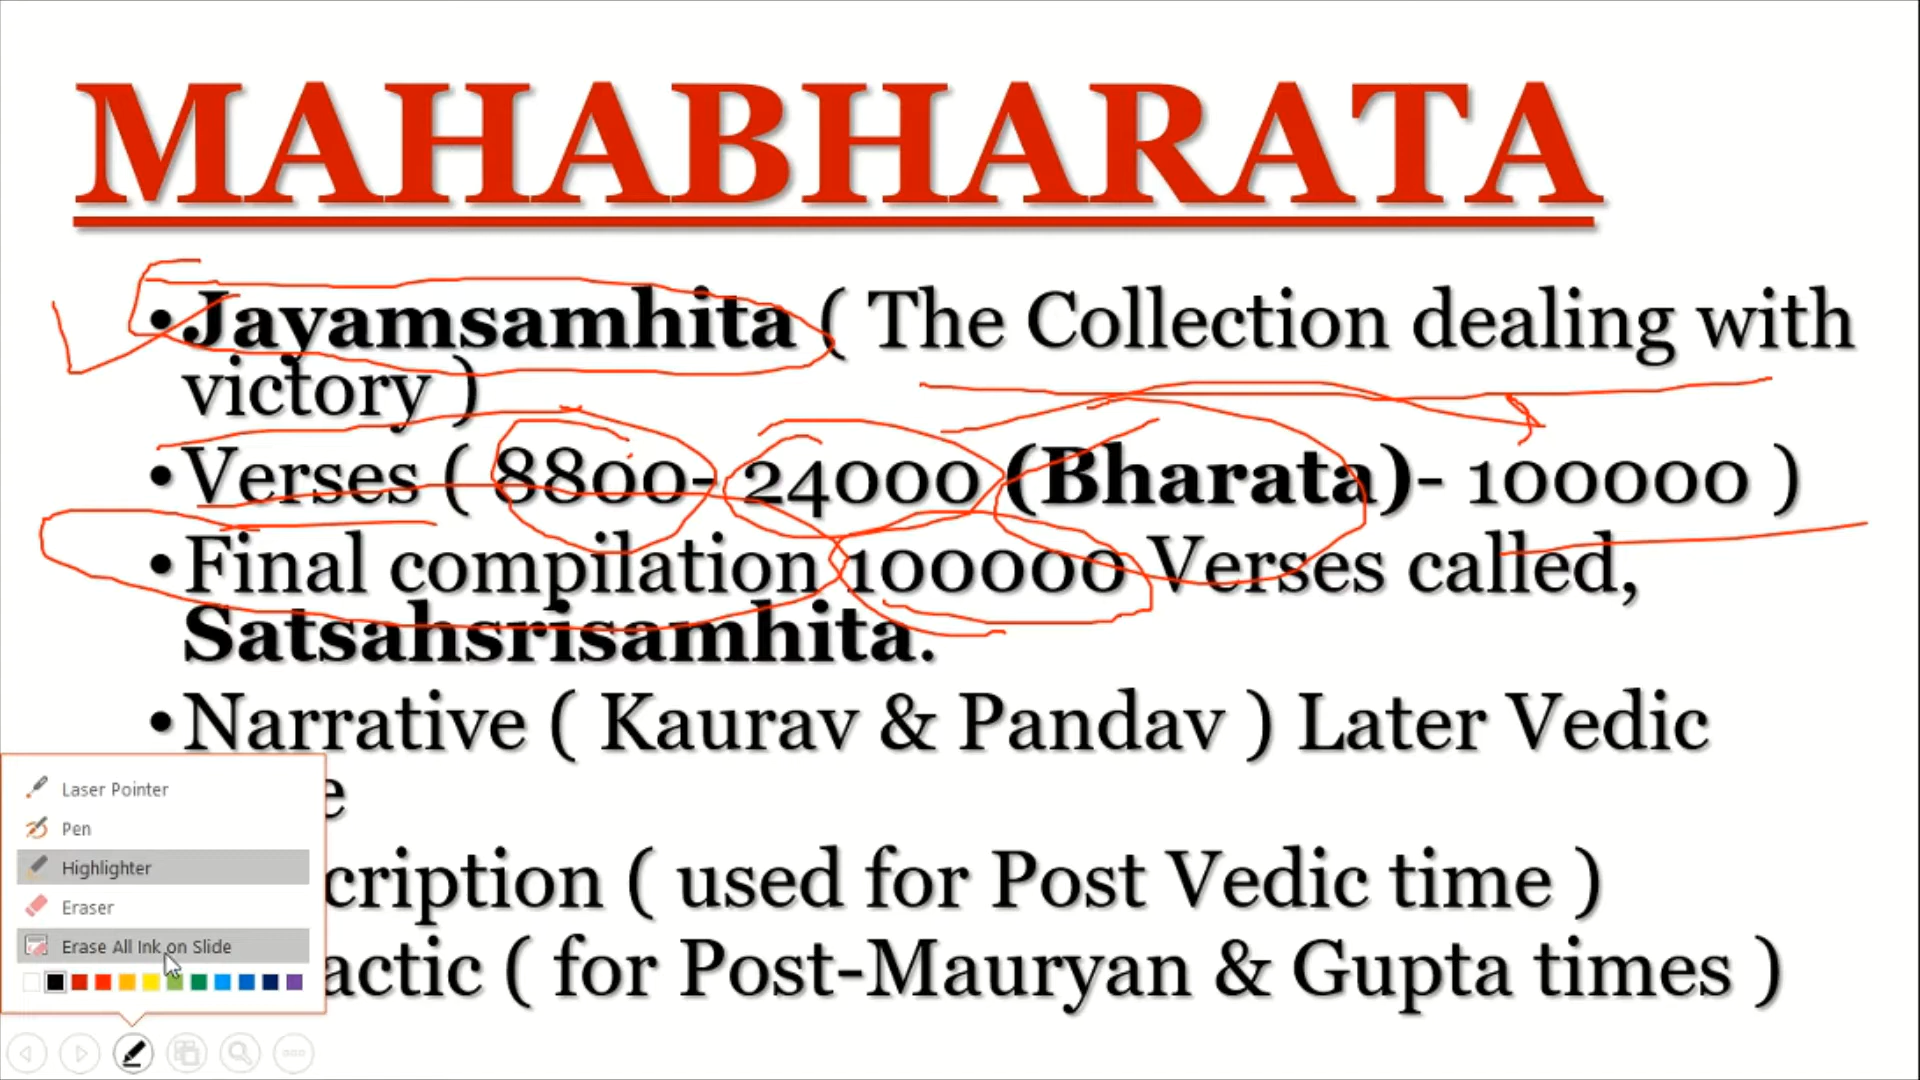 MAHABHARATA
•Jayamsamhita ( The Collection dealing with
victory )
•Verses ( 8800- 24000 (Bharata)- 100000 )
•Final compilation 100000 Verses called,
Satsahsrisamhita.
•Narrative ( Kaurav & Pandav ) Later Vedic
( used for Post Vedic time )
( for Post-Mauryan & Gupta times )
Laser Pointer
Pen
Highlighter
Eraser
Erase All Ink on Slide